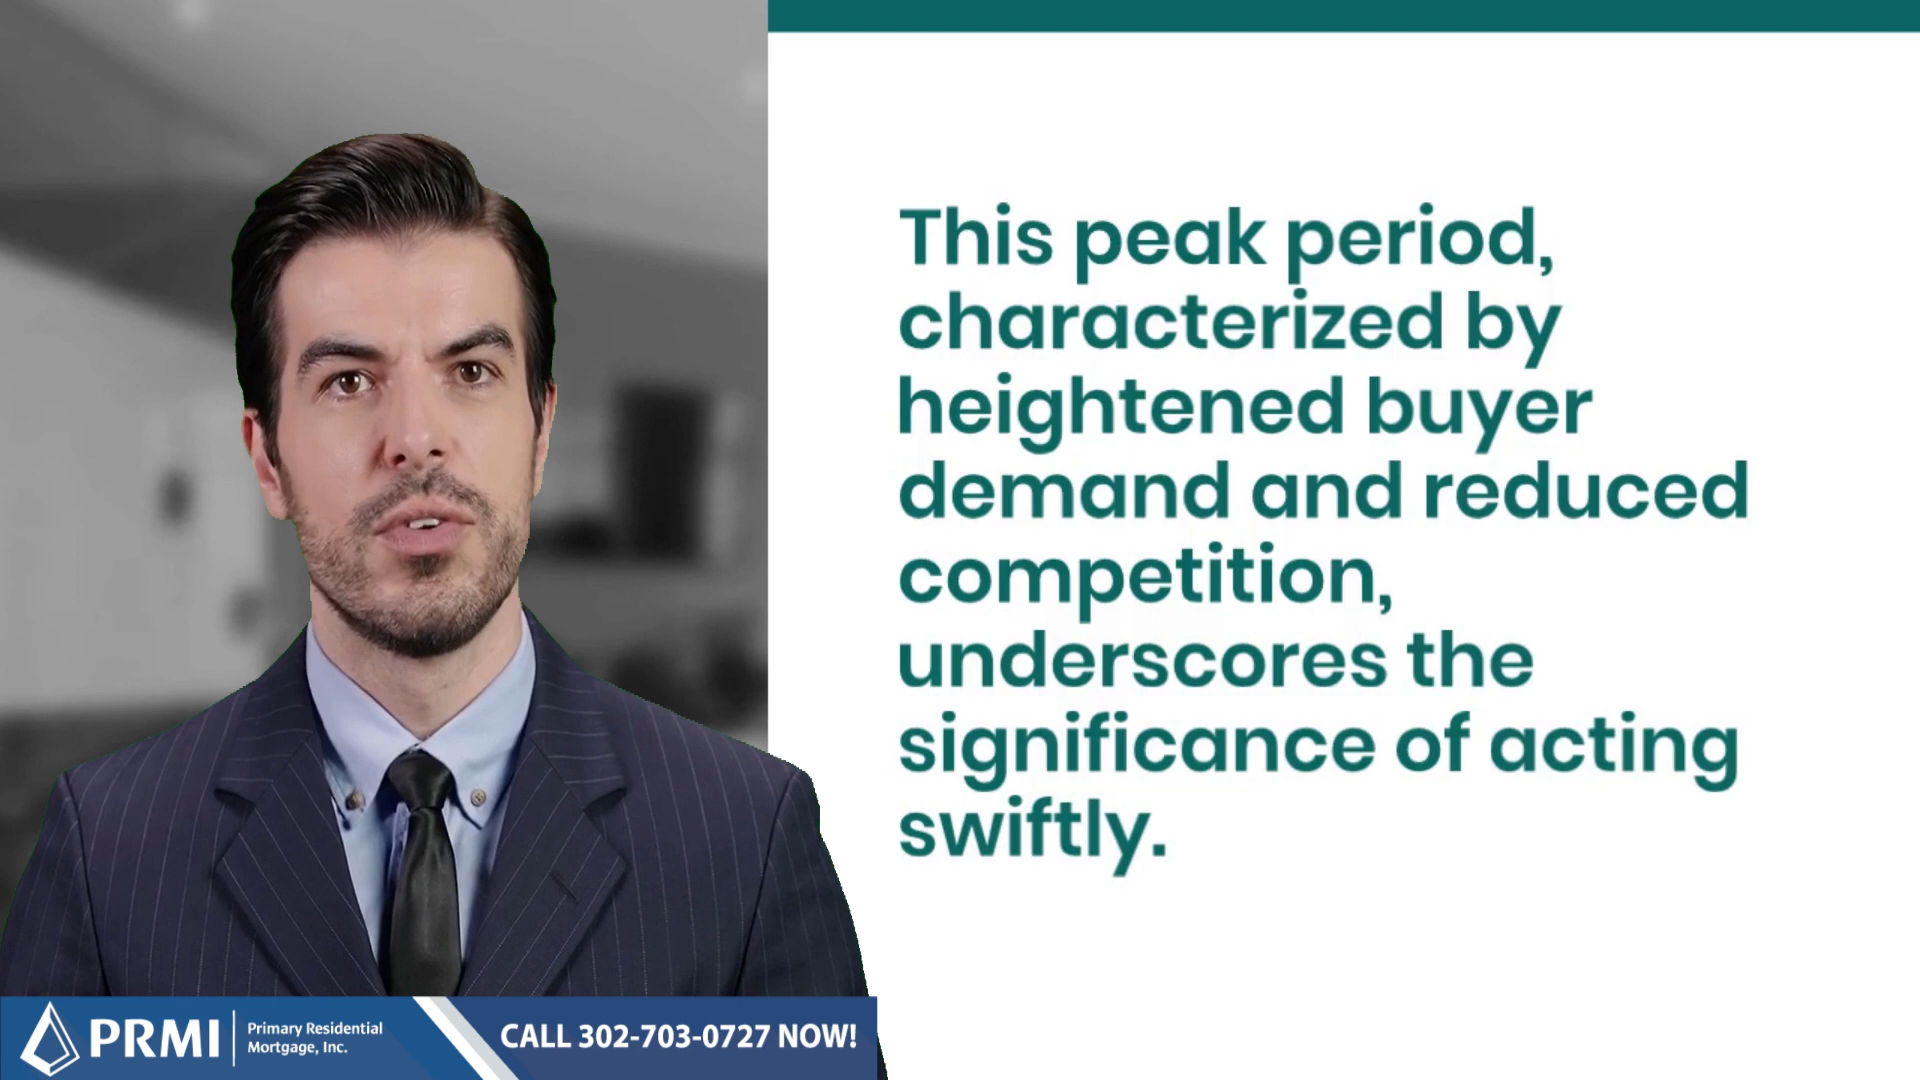 This peak period,
characterized by
heightened buyer
demand and reduced
competition,
underscores the
significance of acting
swiftly.
PRMI
Primary Residential
Mortgage, Inc.
CALL 302-703-0727 NOW!